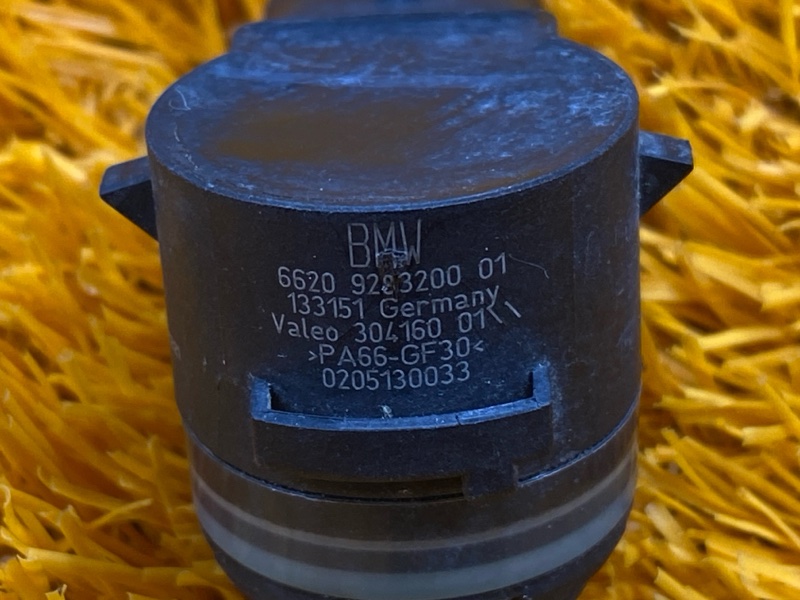 BMW
6620 9283200 01
133151 Germany
Valeo 304160 01
>PA66-GF30<
0205130033